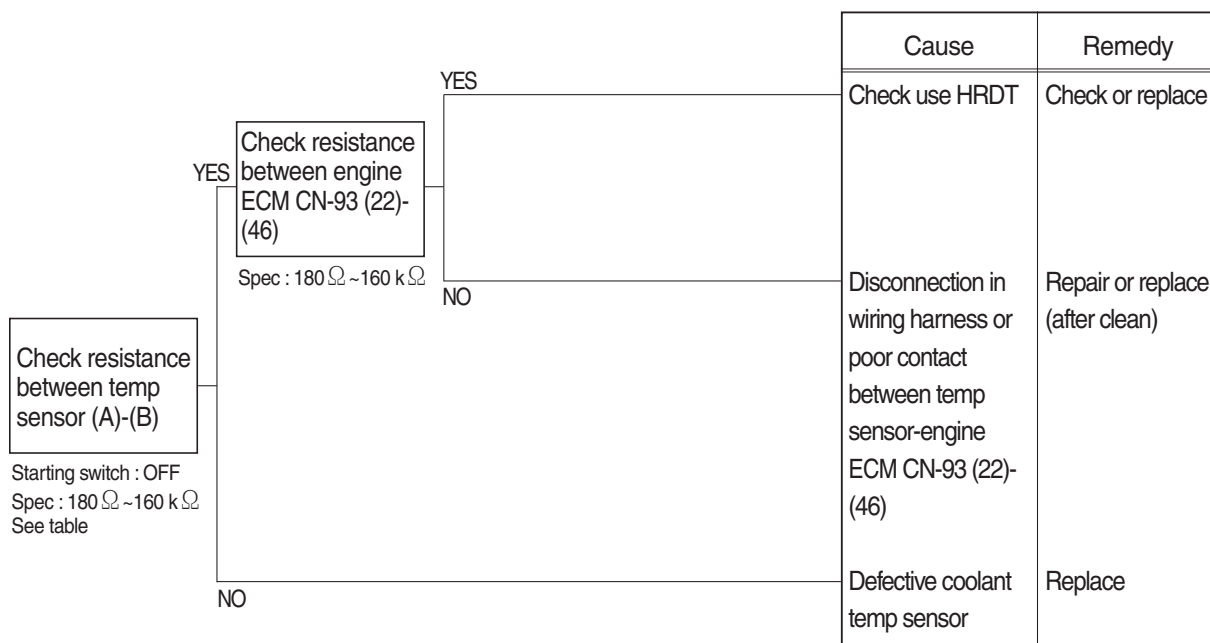 Cause
Remedy
YES
Check use HRDT
Check or replace
YES
Check resistance
between engine
ECM CN-93 (22)-
(46)
Spec : 180 Ω ~160 k Ω
NO
Disconnection in
wiring harness or
poor contact
between temp
sensor-engine
ECM CN-93 (22)-
(46)
Repair or replace
(after clean)
Check resistance
between temp
sensor (A)-(B)
Starting switch : OFF
Spec : 180 Ω ~160 k Ω
See table
NO
Defective coolant
temp sensor
Replace